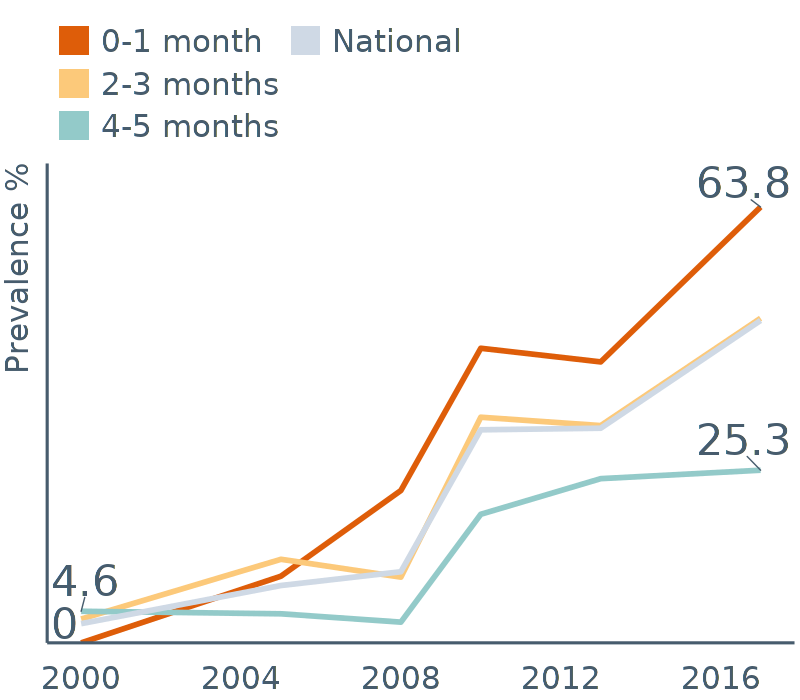 0-1 month
National
2-3 months
4-5 months
Prevalence %
63.8
25.3
4.6
0
2000 2004 2008 2012 2016